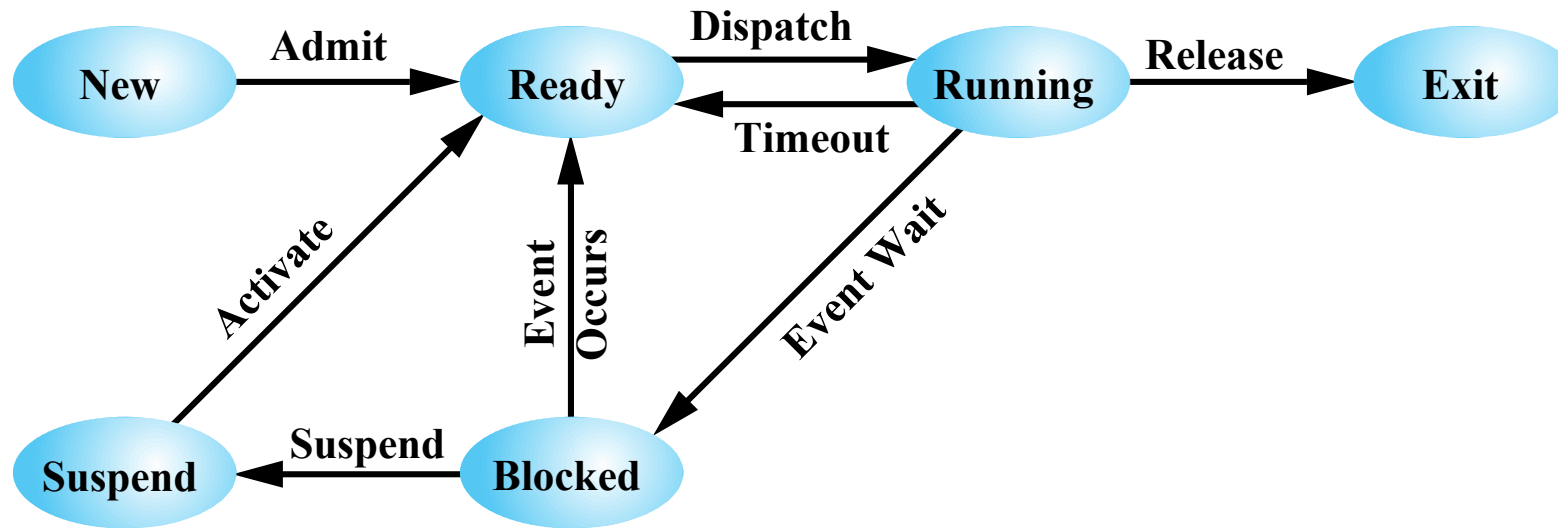 Admit
Dispatch
Release
New
Ready
Running
Exit
Timeout
Activate
Event
Occurs
Event Wait
Suspend
Suspend
Blocked